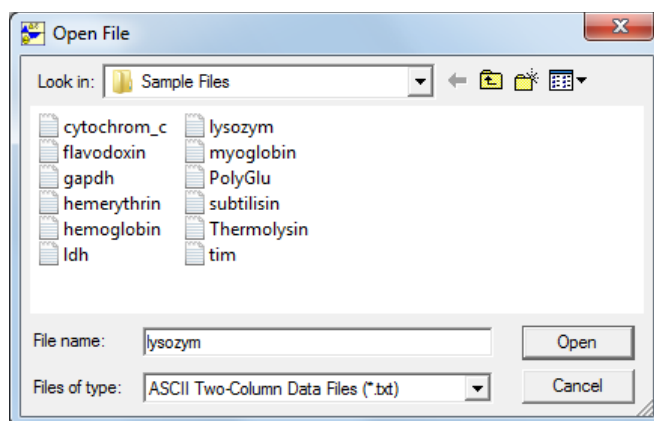 Open File
Look in: Sample Files
cytochrom_c lysozym
flavodoxin myoglobin
gapdh PolyGlu
hemerythrin subtilisin
hemoglobin Thermolysin
ldh tim
File name: lysozym Open
Files of type: ASCII Two-Column Data Files (*.txt) Cancel